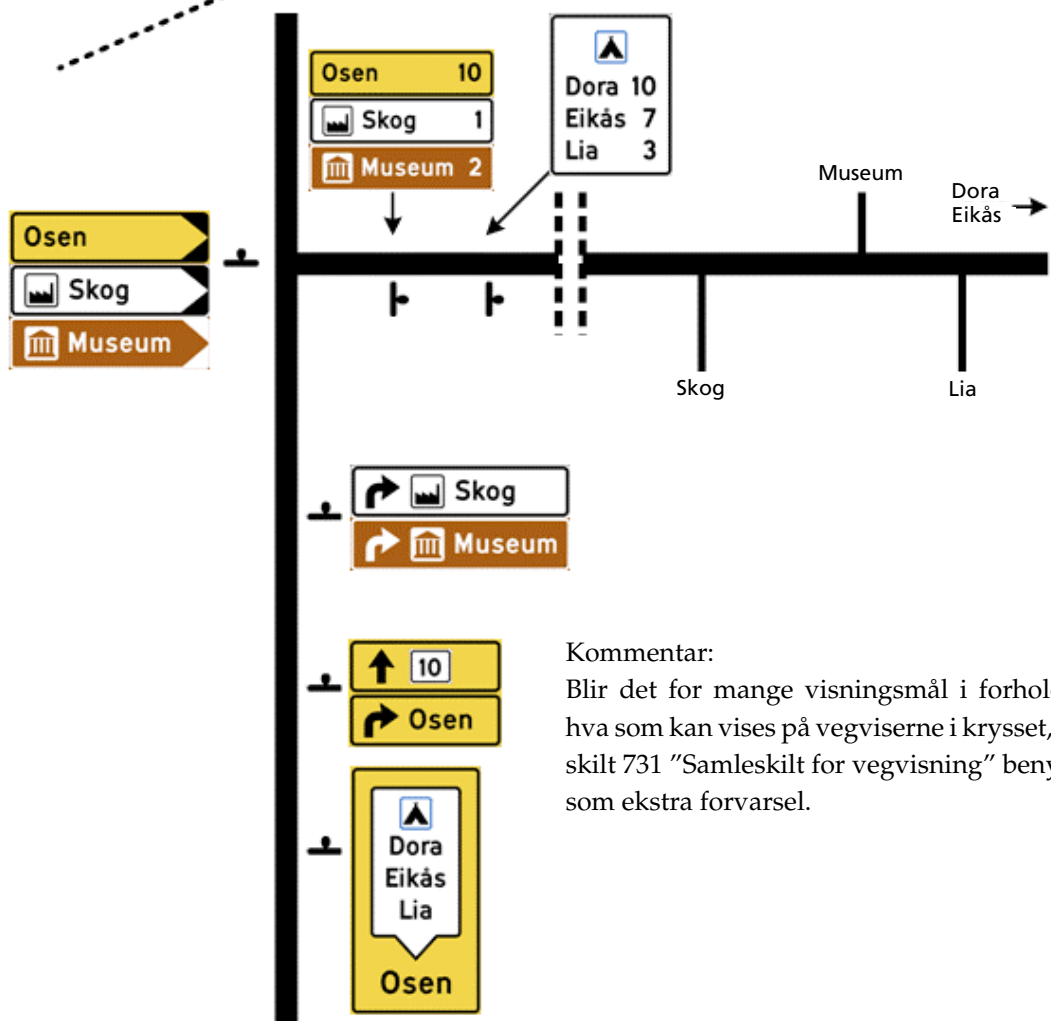 Osen 10
Skog 1
Museum 2
Dora 10
Eikås 7
Lia 3
Museum
Dora
Eikås
Osen
Skog
Museum
Skog
Lia
Skog
Museum
10
Osen
Kommentar:
Blir det for mange visningsmål i
hva som kan vises på vegviserne i krysset,
skilt 731 ”Samleskilt for vegvisning”
som ekstra forvarsel.
Dora
Eikås
Lia
Osen